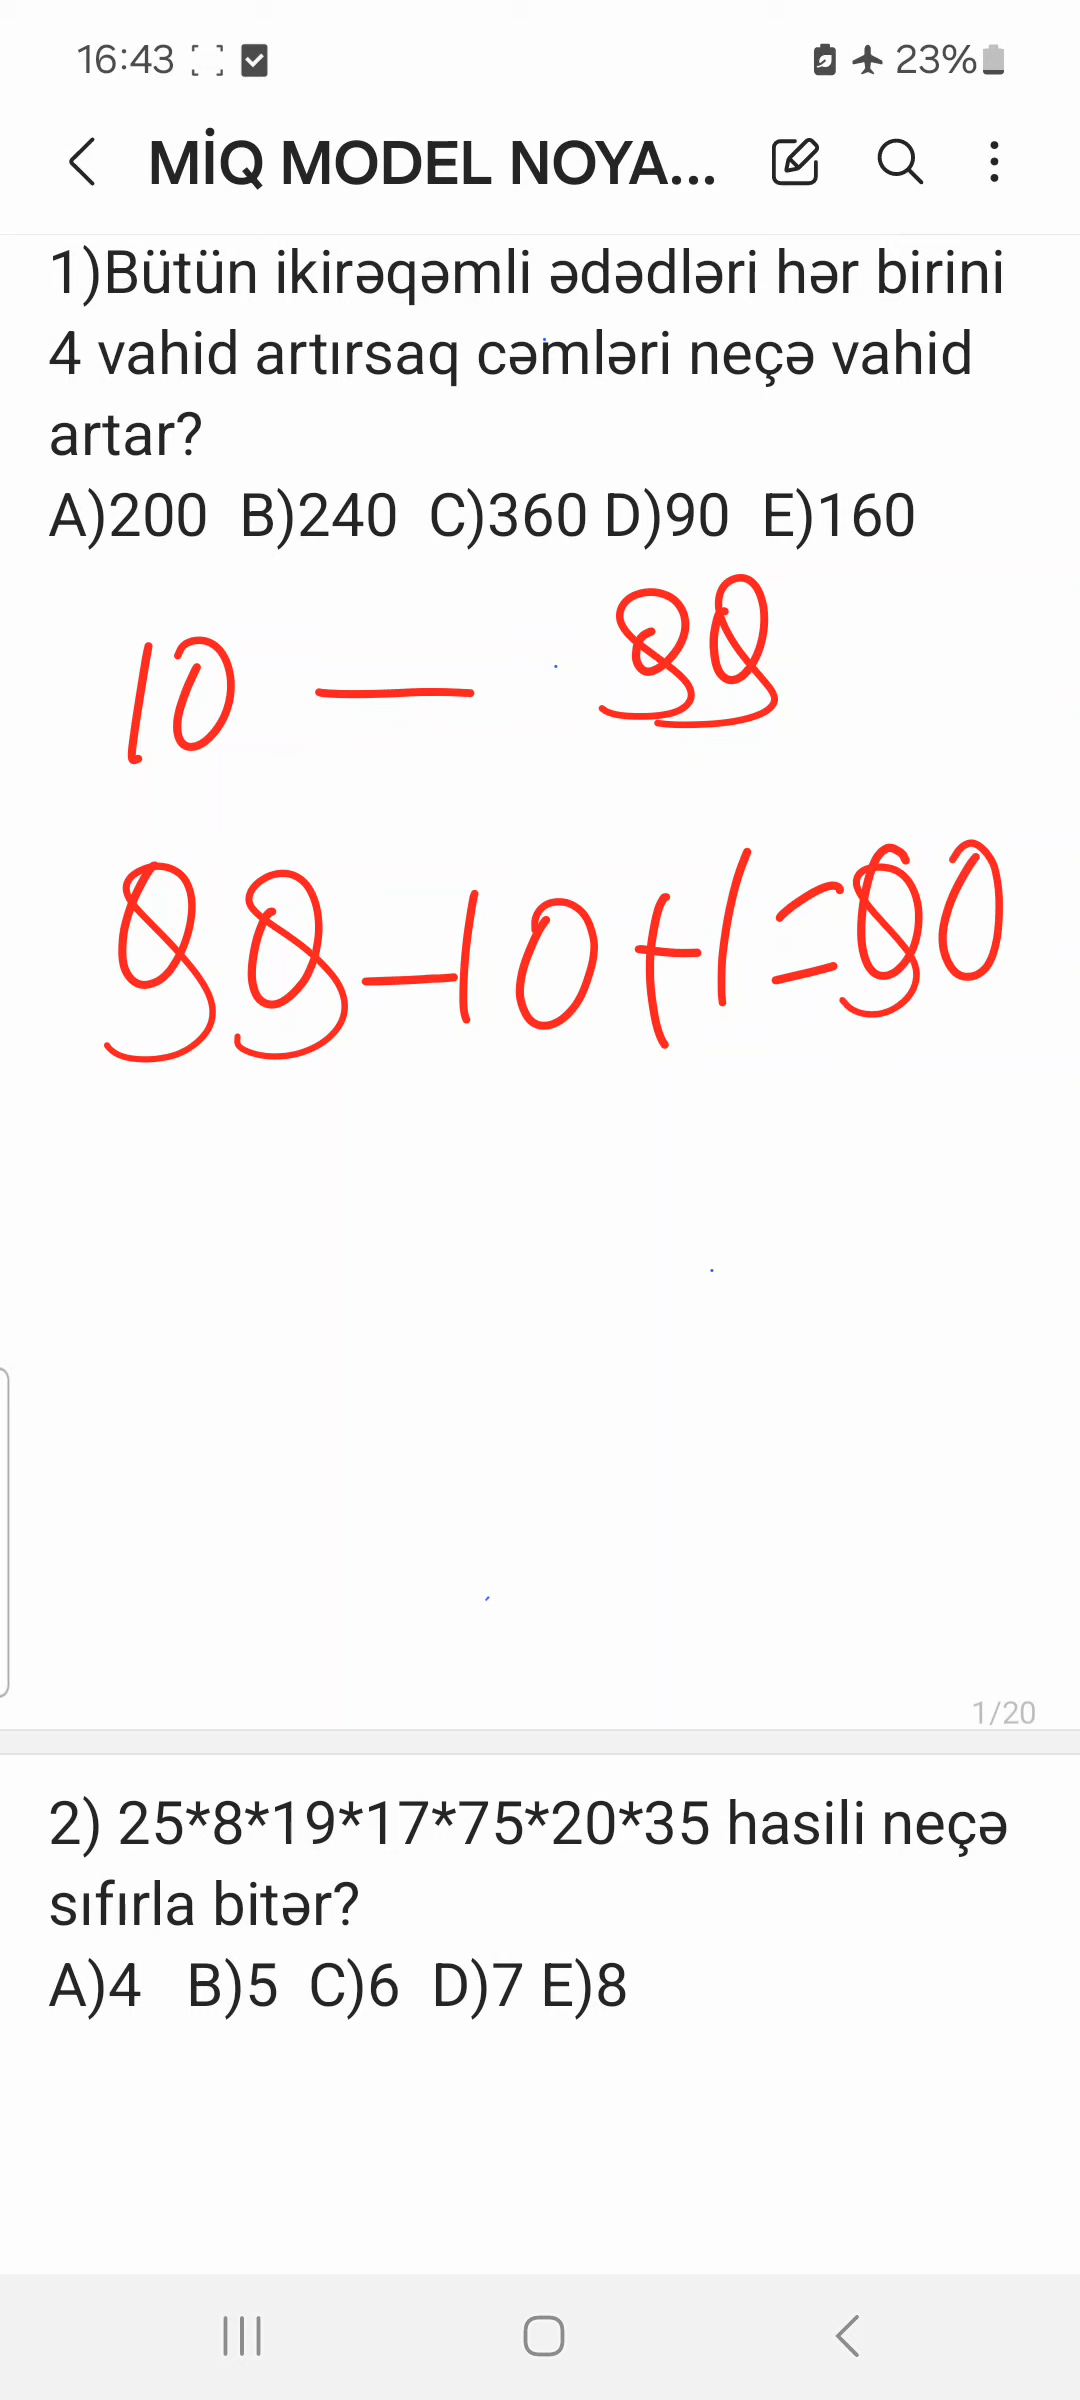 16:43 23%
MİQ MODEL NOYA...
1)Bütün ikirəqəmli ədədləri hər birini
4 vahid artırsaq cəmləri neçə vahid
artar?
A)200 B)240 C)360 D)90 E)160
10 — 99
99-10+1=90
1/20
2) 25*8*19*17*75*20*35 hasili neçə
sıfırla bitər?
A)4 B)5 C)6 D)7 E)8